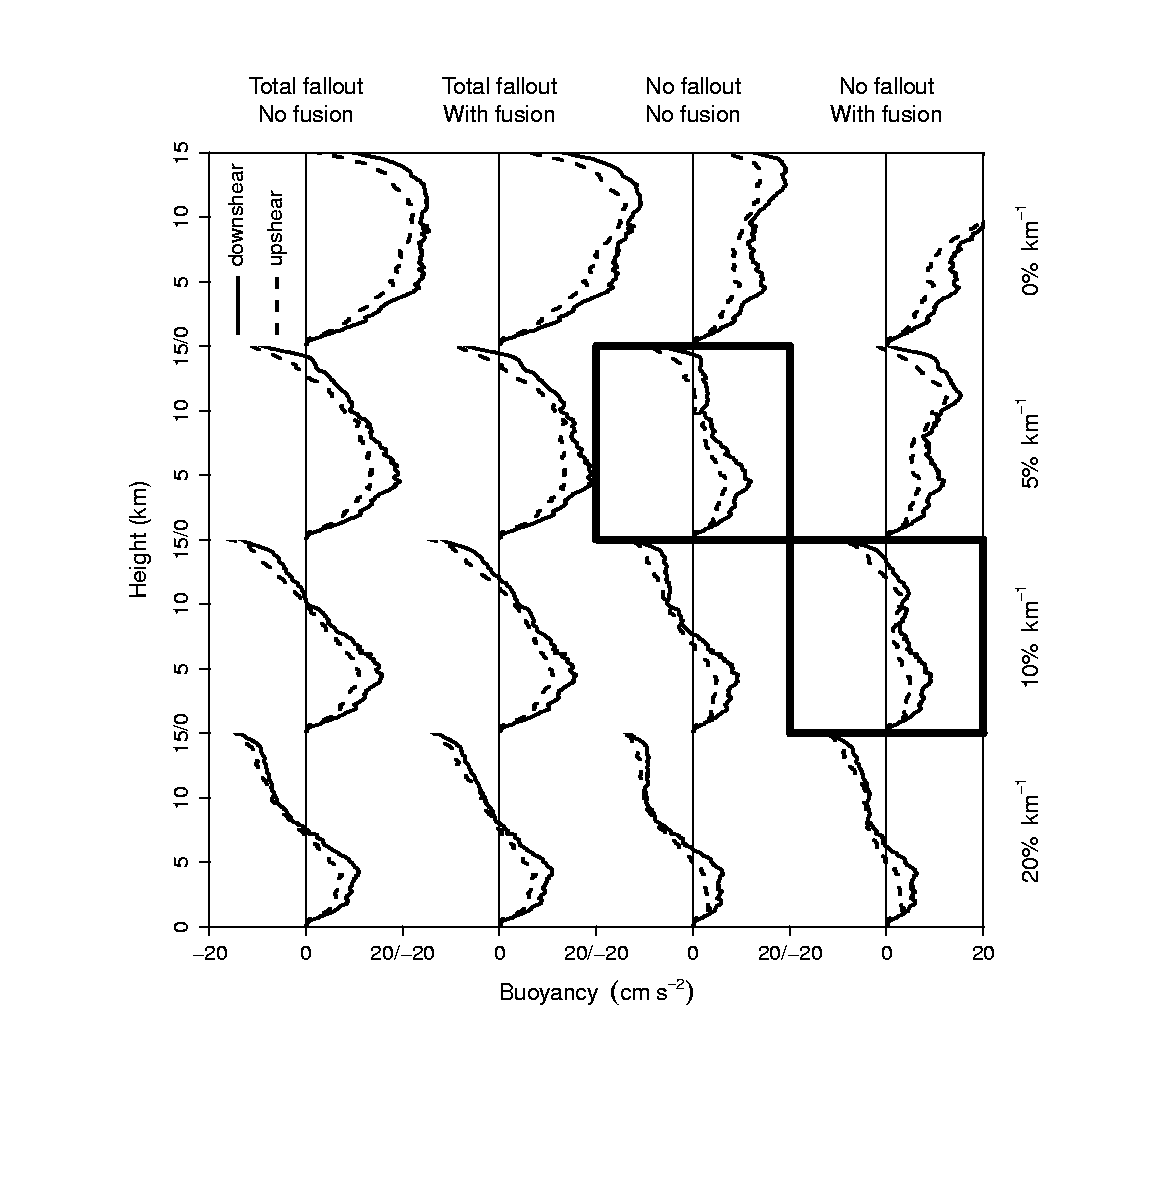 Total fallout Total fallout No fallout No fallout
No fusion With fusion No fusion With fusion
15
10
5
15/0
10
5
15/0
10
5
15/0
10
5
0
Height (km)
downshear
upshear
0% km⁻¹
5% km⁻¹
10% km⁻¹
20% km⁻¹
−20 0 20/−20 0 20/−20 0 20/−20 0 20
Buoyancy (cm s⁻²)